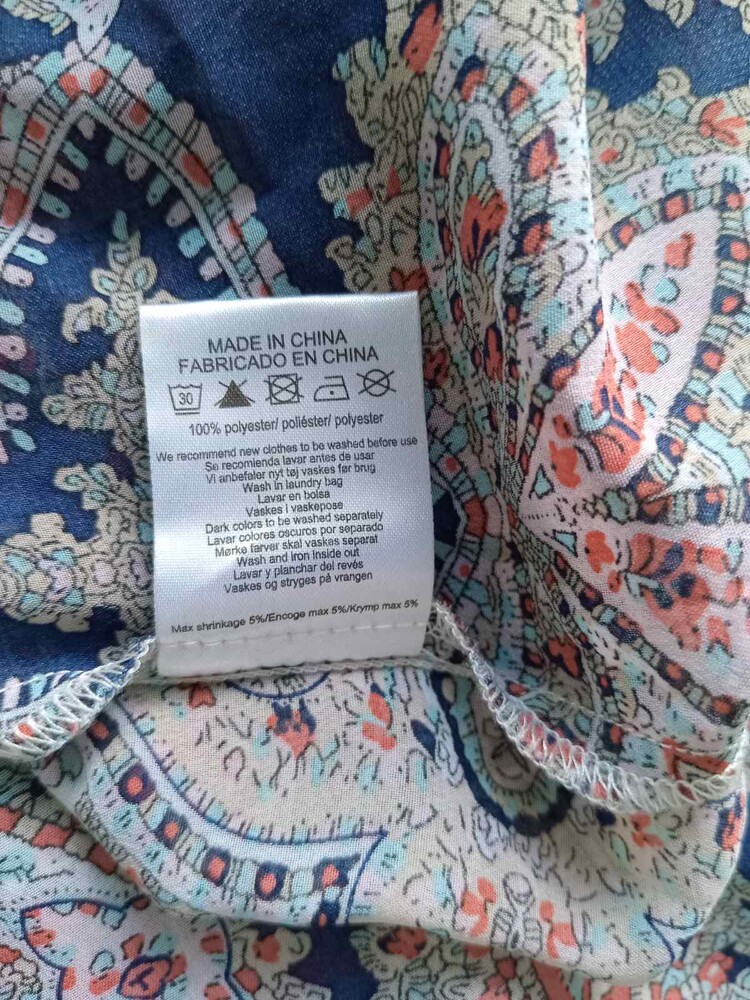 MADE IN CHINA
FABRICADO EN CHINA
30
100% polyester/ poliéster/ polyester
We recommend new clothes to be washed before use
Se recomienda lavar antes de usar
Vi anbefaler nyt tøj vaskes før brug
Wash in laundry bag
Lavar en bolsa
Vaskes i vaskepose
Dark colors to be washed separately
Lavar colores oscuros por separado
Mørke farver skal vaskes separat
Wash and iron inside out
Lavar y planchar del revés
Vaskes og stryges på vrangen
Max shrinkage 5%/Encoge max 5%/Krymp max 5%